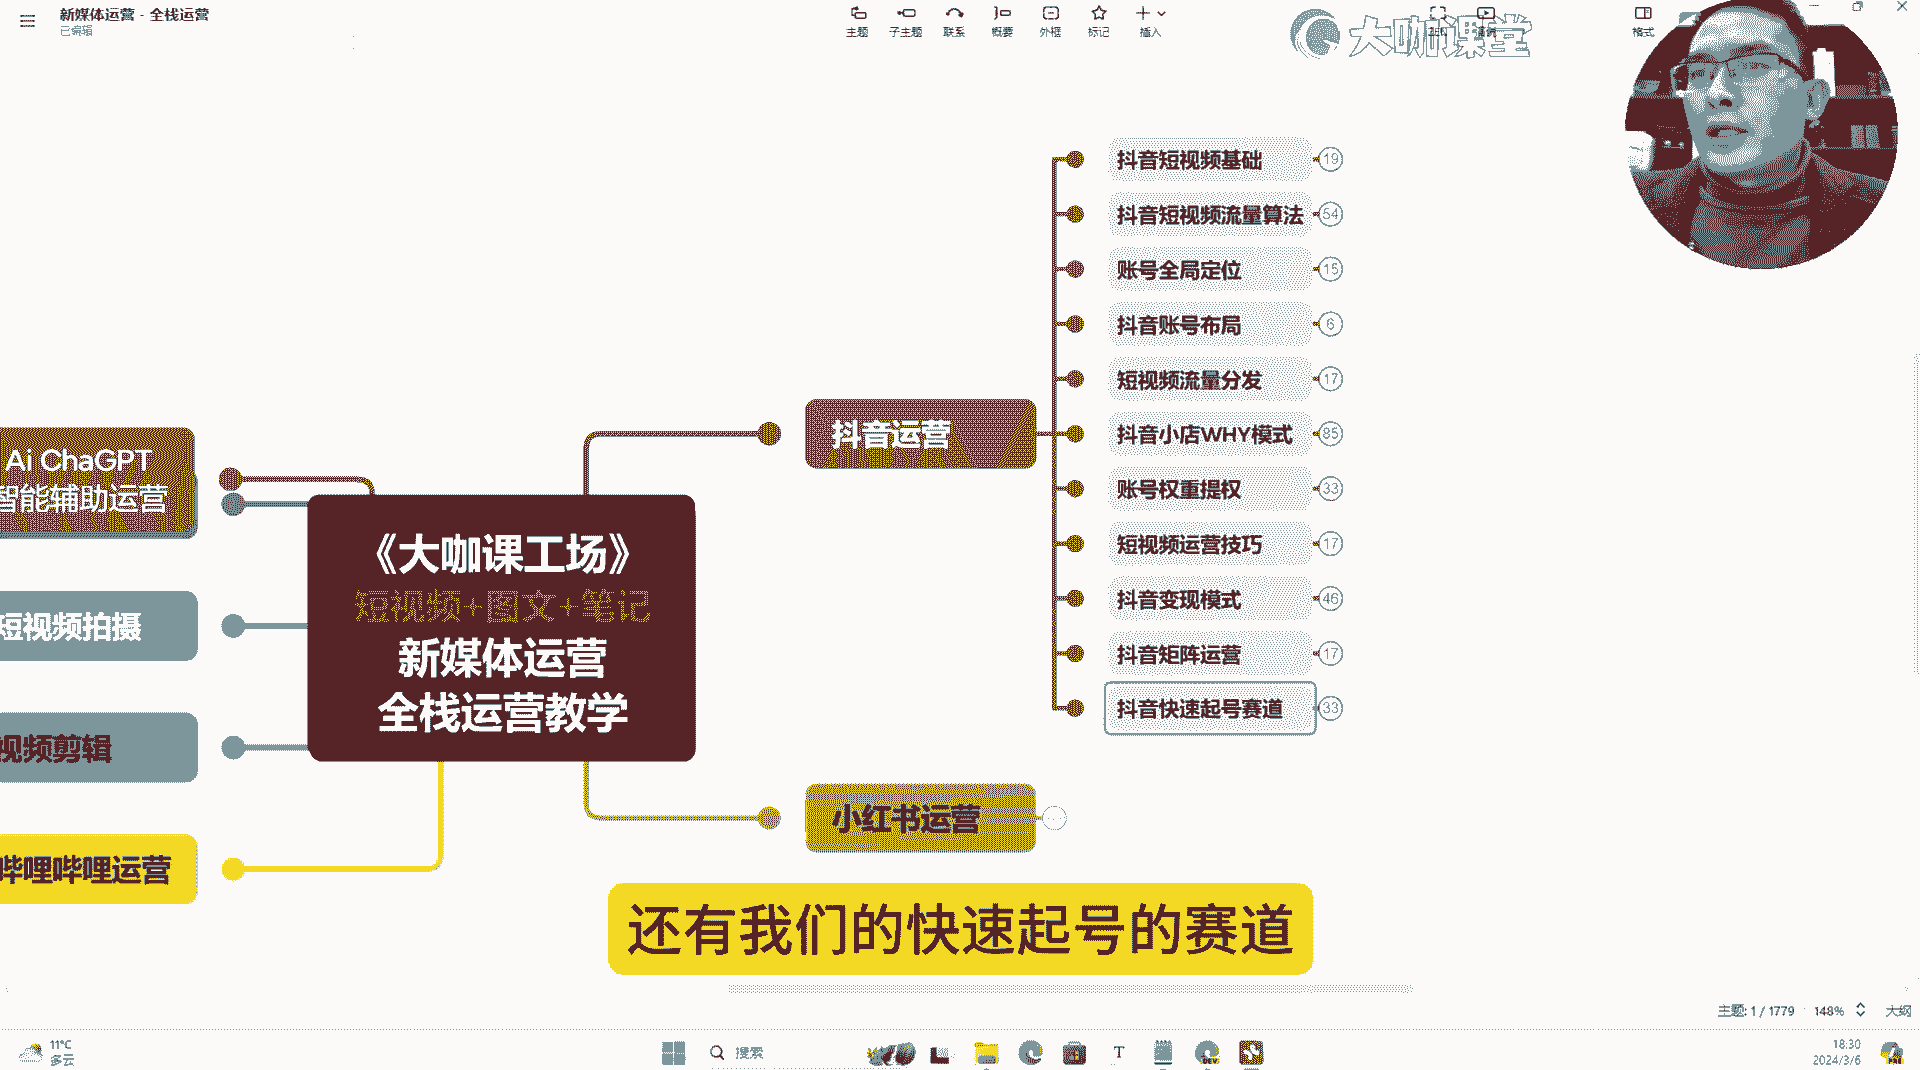 新媒体运营 - 全栈运营
已编辑
主题
子主题
联系
概要
外框
标记
插入
ZEN
格式
大咖课堂
抖音短视频基础 19
抖音短视频流量算法 54
账号全局定位 15
抖音账号布局 6
短视频流量分发 17
抖音运营
抖音小店WHY模式 85
账号权重提权 33
短视频运营技巧 17
抖音变现模式 46
抖音矩阵运营 17
抖音快速起号赛道 33
Ai ChaGPT
智能辅助运营
短视频拍摄
视频剪辑
哔哩哔哩运营
《大咖课工场》
短视频+图文+笔记
新媒体运营
全栈运营教学
小红书运营
还有我们的快速起号的赛道
主题: 1 / 1779
148%
大纲
11°C
多云
搜索
T
DEV
18:30
2024/3/6
PRE